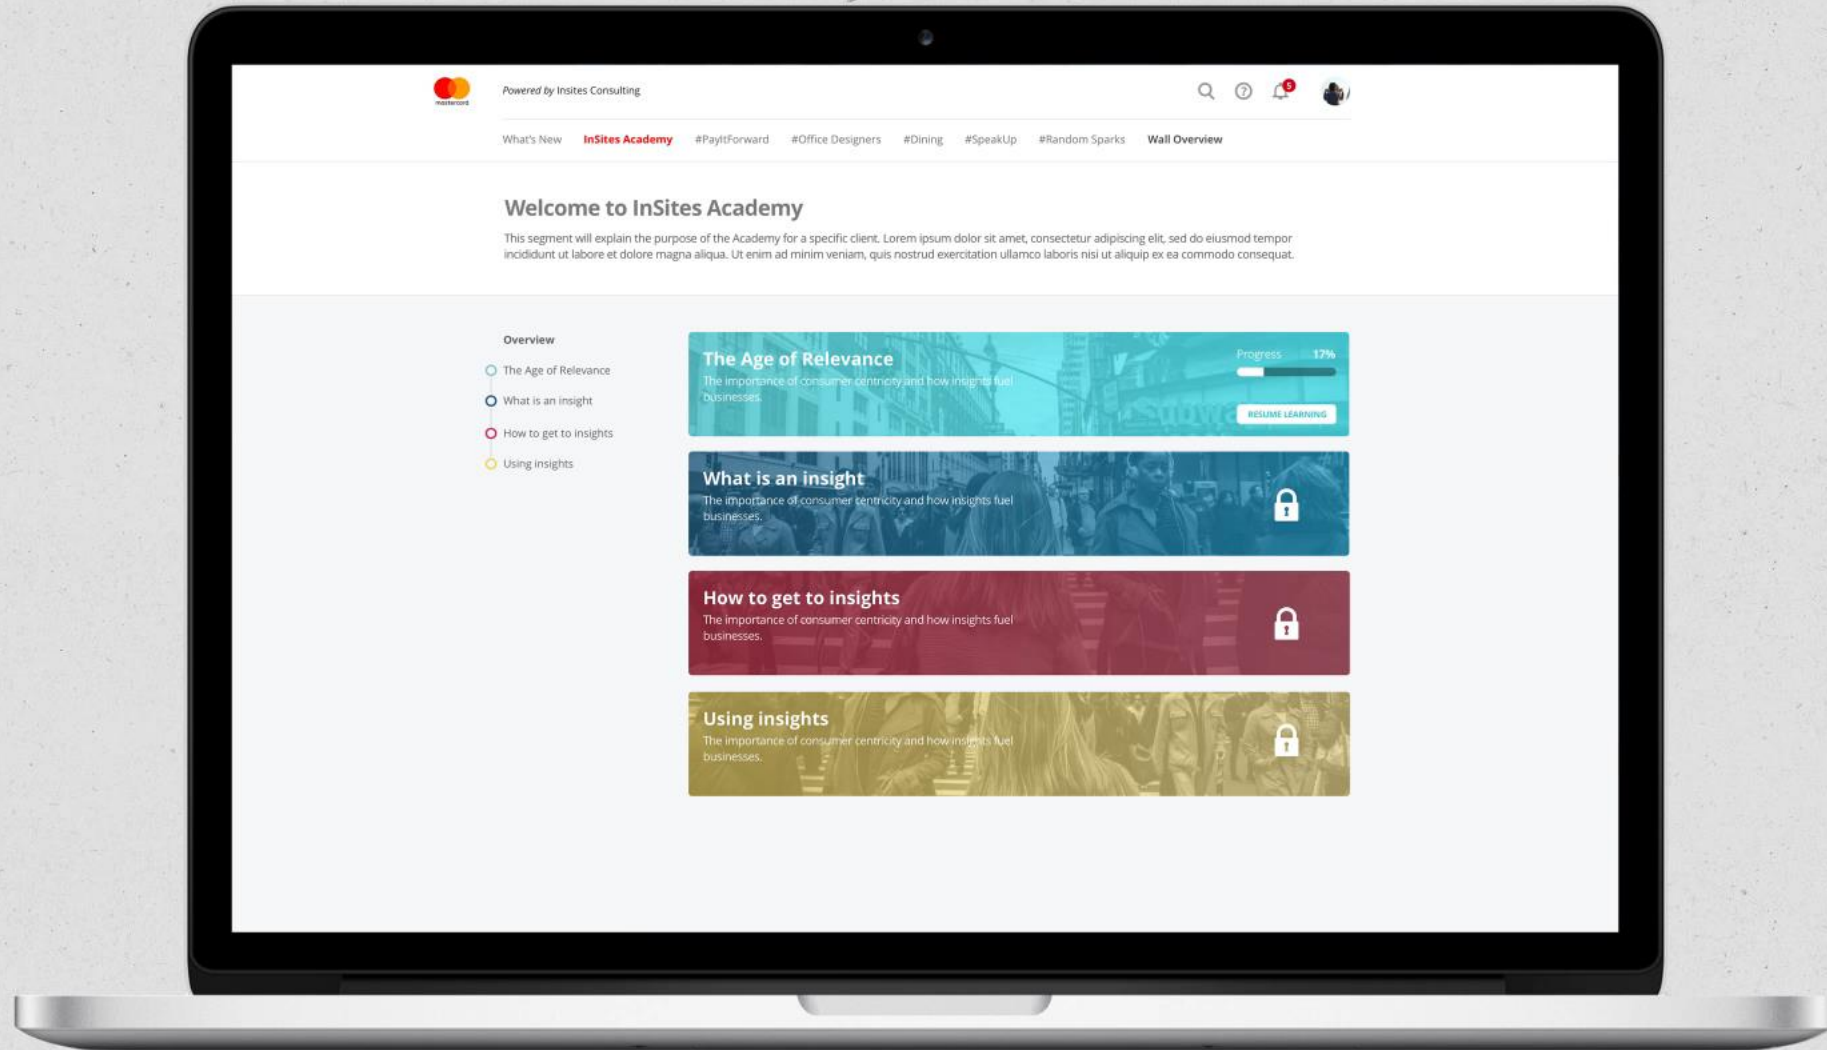 mastercard
Powered by Insites Consulting
5
What's New InSites Academy #PayItForward #Office Designers #Dining #SpeakUp #Random Sparks Wall Overview
Welcome to InSites Academy
This segment will explain the purpose of the Academy for a specific client. Lorem ipsum dolor sit amet, consectetur adipiscing elit, sed do eiusmod tempor
incididunt ut labore et dolore magna aliqua. Ut enim ad minim veniam, quis nostrud exercitation ullamco laboris nisi ut aliquip ex ea commodo consequat.
Overview
The Age of Relevance
What is an insight
How to get to insights
Using insights
The Age of Relevance
The importance of consumer centricity and how insights fuel
businesses.
Progress 17%
RESUME LEARNING
What is an insight
The importance of consumer centricity and how insights fuel
businesses.
How to get to insights
The importance of consumer centricity and how insights fuel
businesses.
Using insights
The importance of consumer centricity and how insights fuel
businesses.